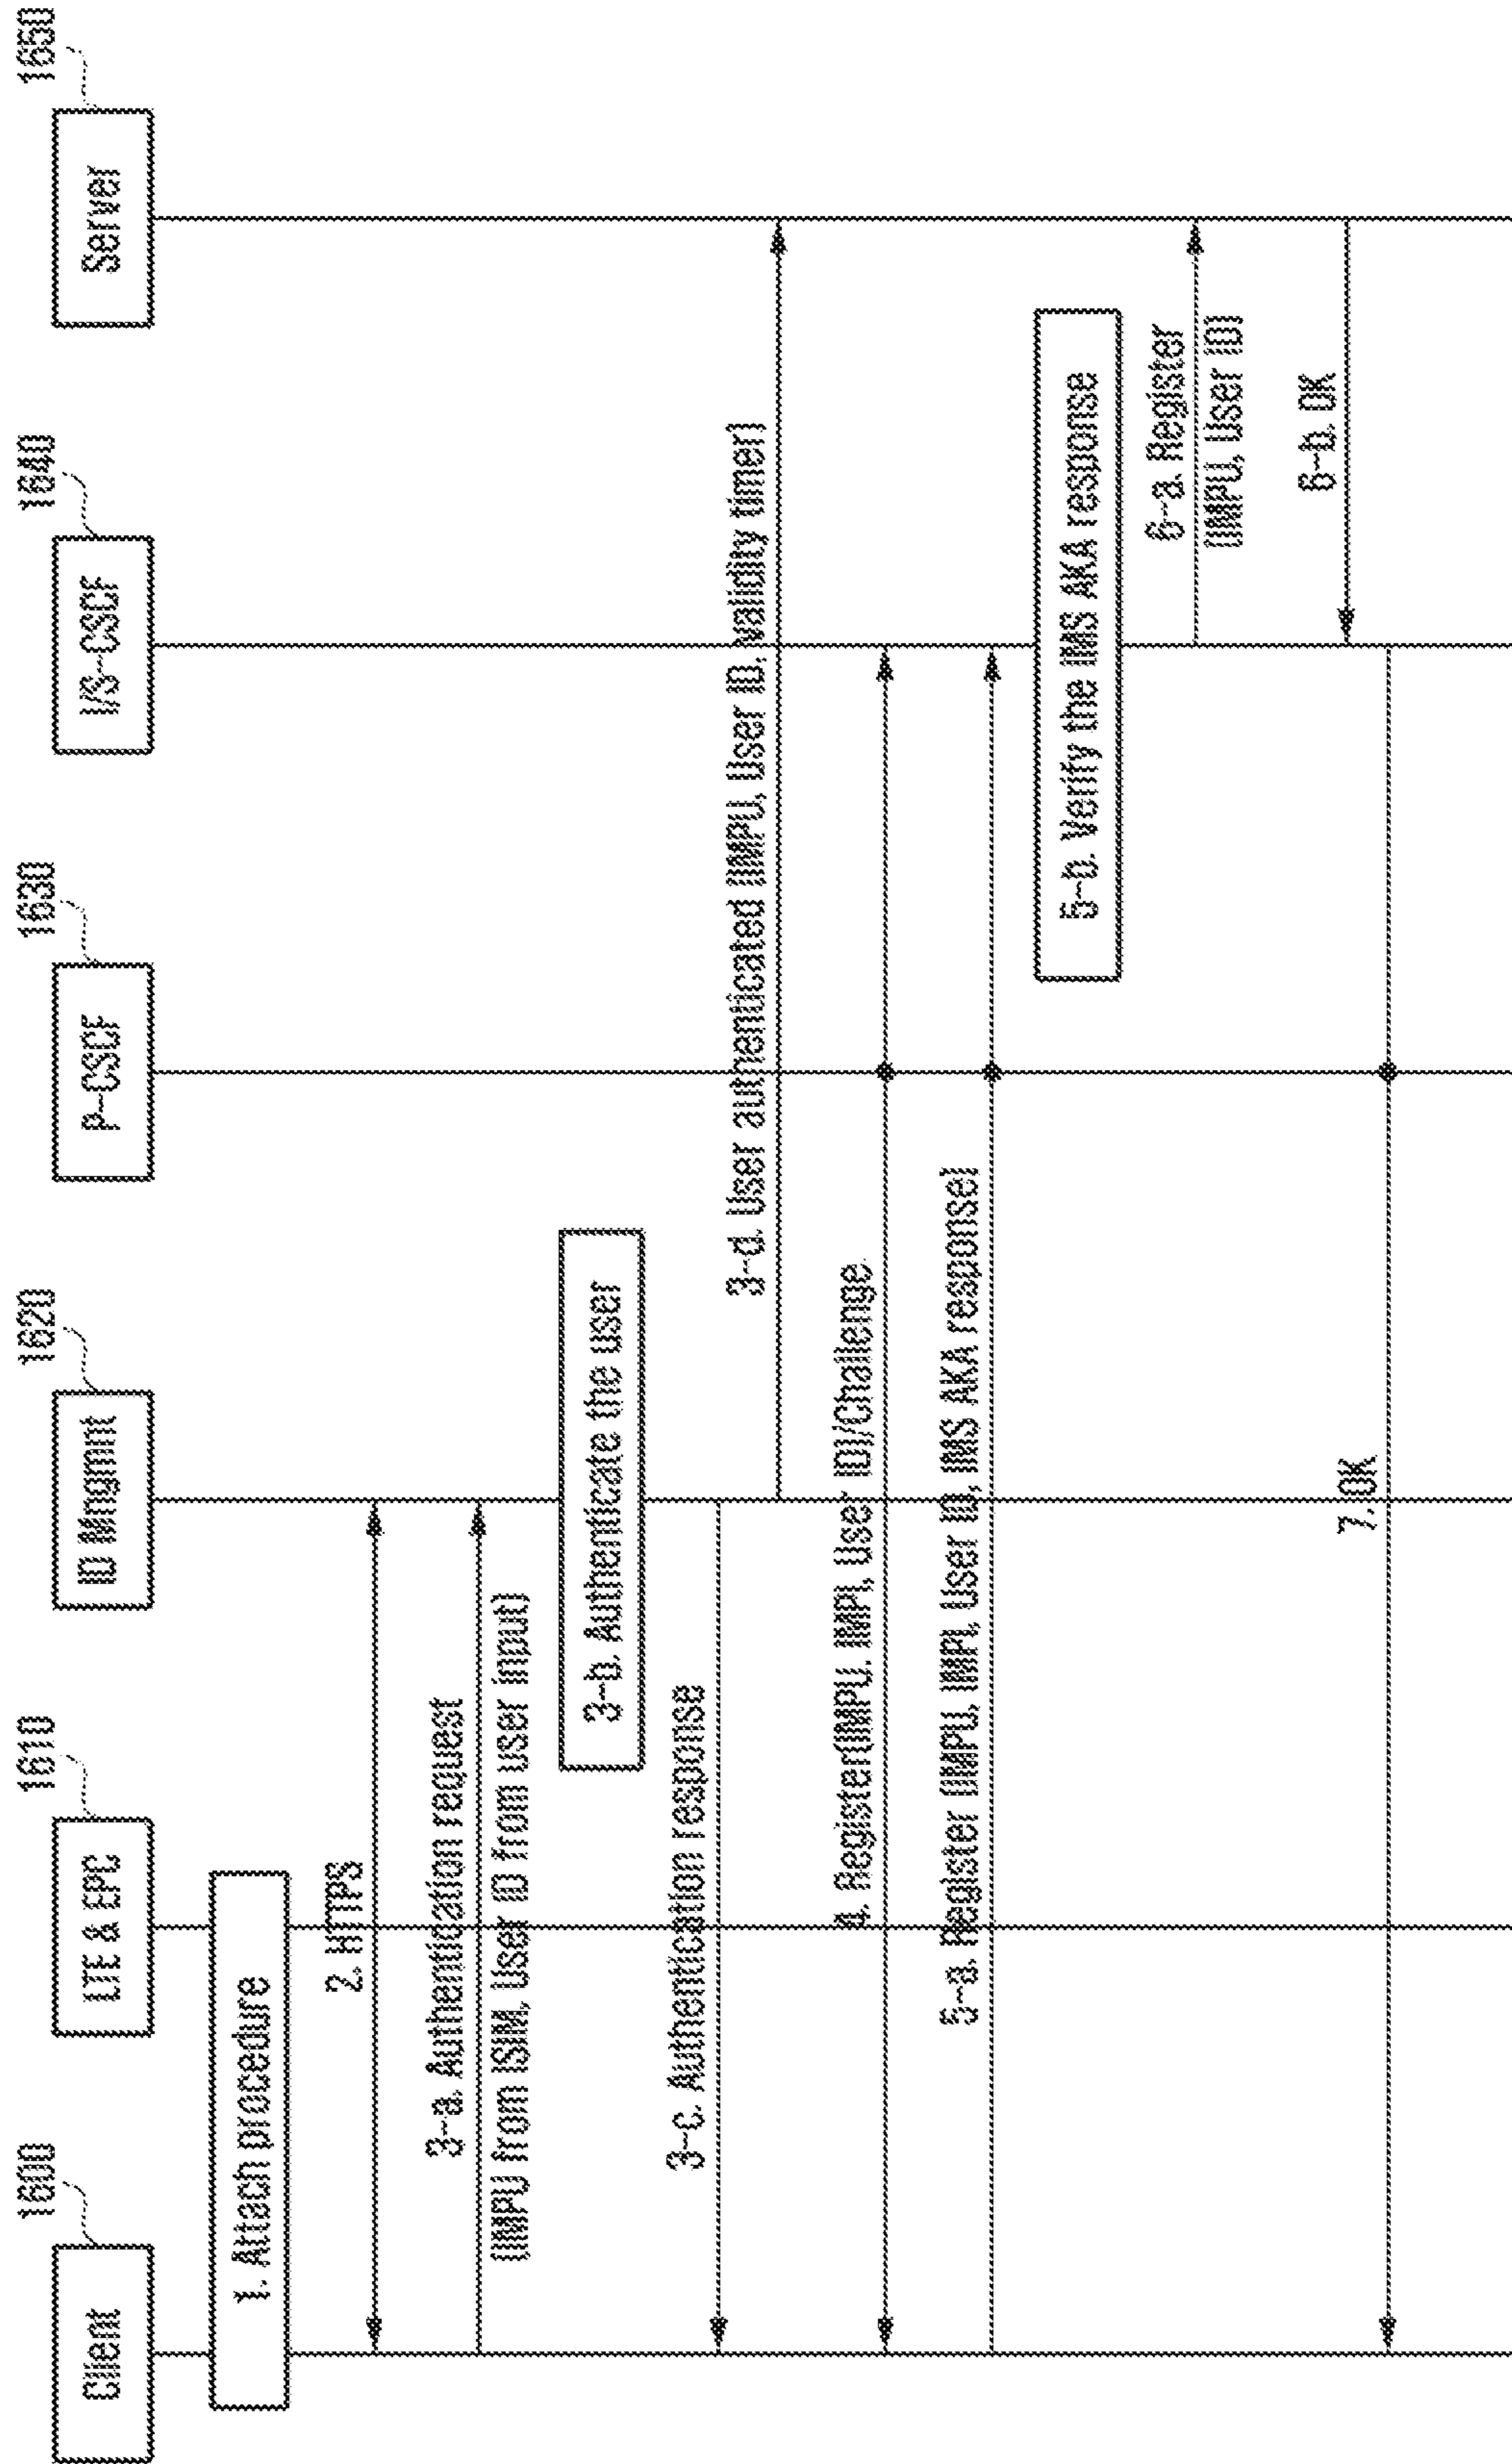 1600
1610
1620
1630
1640
1650
Client
LTE & EPC
ID Mngmnt
P-CSCF
I/S-CSCF
Server
1. Attach procedure
2. HTTPS
3-a. Authentication request
(IMPU from ISIM, User ID from user input)
3-b. Authenticate the user
3-c. Authentication response
3-d. User authenticated (IMPU, User ID, validity timer)
4. Register(IMPU, IMPI, User ID)/Challenge
5-a. Register (IMPU, IMPI, User ID, IMS AKA response)
5-b. Verify the IMS AKA response
6-a. Register
(IMPU, User ID)
6-b. OK
7. OK